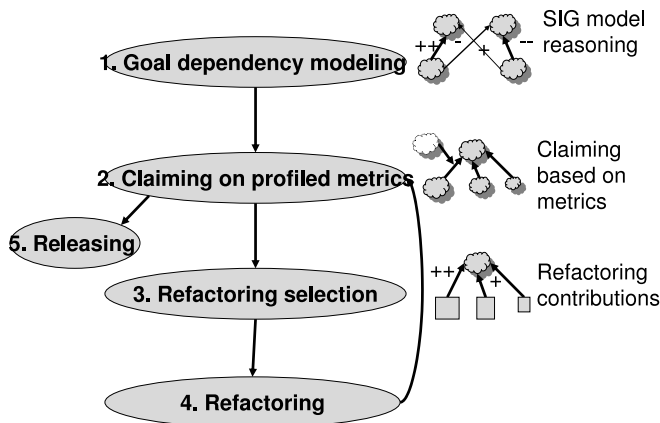 1. Goal dependency modeling
++ - + --
SIG model
reasoning
2. Claiming on profiled metrics
Claiming
based on
metrics
5. Releasing
3. Refactoring selection
++ +
Refactoring
contributions
4. Refactoring